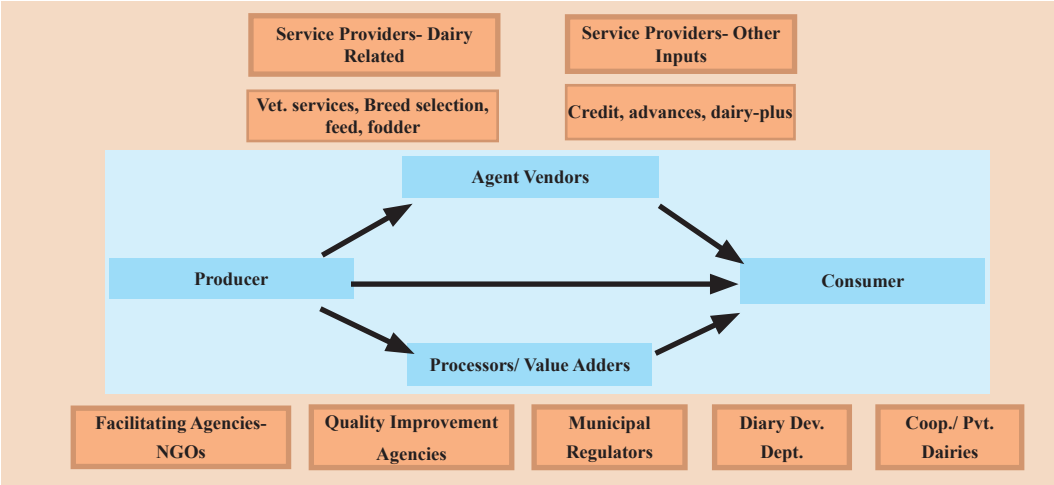 Service Providers- Dairy
Related
Service Providers- Other
Inputs
Vet. services, Breed selection,
feed, fodder
Credit, advances, dairy-plus
Agent Vendors
Producer
Consumer
Processors/ Value Adders
Facilitating Agencies-
NGOs
Quality Improvement
Agencies
Municipal
Regulators
Diary Dev.
Dept.
Coop./ Pvt.
Dairies